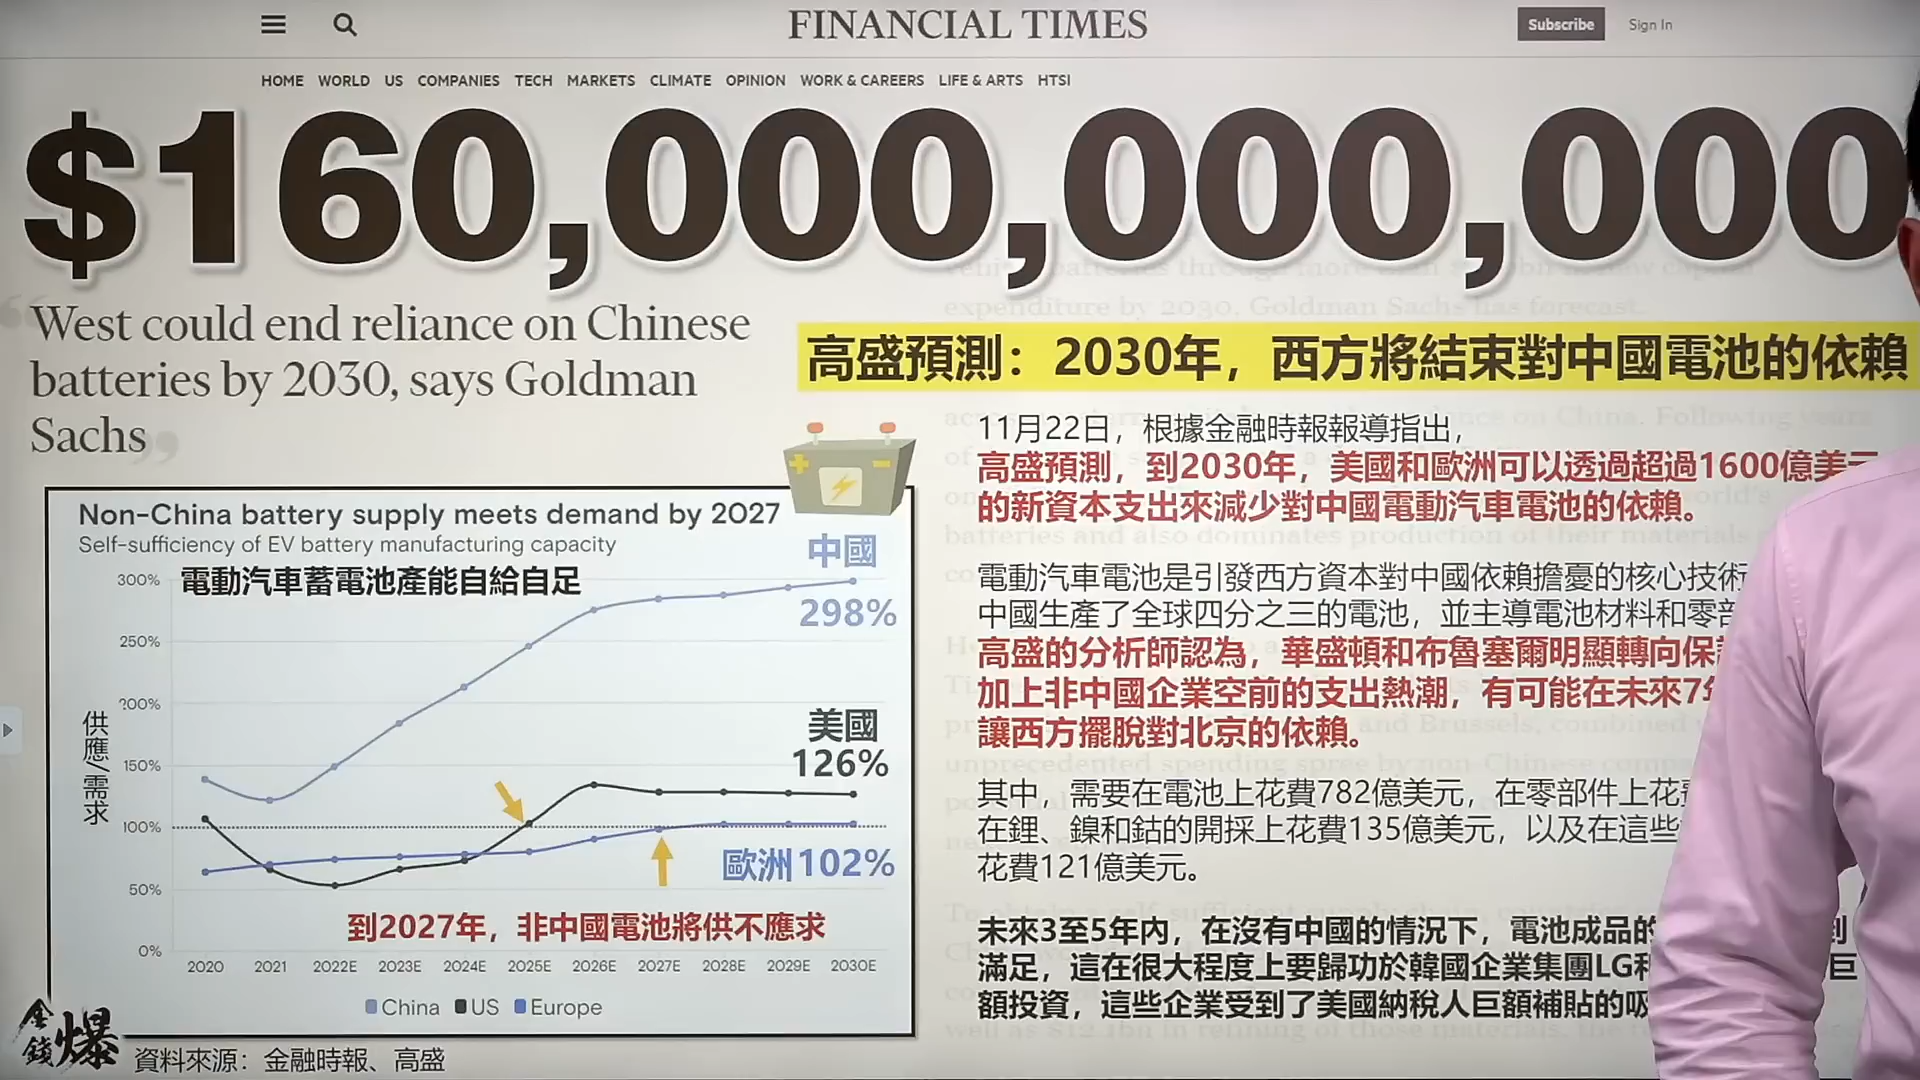 FINANCIAL TIMES
Subscribe
Sign In
HOME WORLD US COMPANIES TECH MARKETS CLIMATE OPINION WORK & CAREERS LIFE & ARTS HTSI
$160,000,000,000
expenditure by 2030, Goldman Sachs has forecast.
“West could end reliance on Chinese
batteries by 2030, says Goldman
Sachs”
高盛預測：2030年，西方將結束對中國電池的依賴
11月22日，根據金融時報報導指出，
高盛預測，到2030年，美國和歐洲可以透過超過1600億美元
的新資本支出來減少對中國電動汽車電池的依賴。
電動汽車電池是引發西方資本對中國依賴擔憂的核心技術
中國生產了全球四分之三的電池，並主導電池材料和零部
高盛的分析師認為，華盛頓和布魯塞爾明顯轉向保
加上非中國企業空前的支出熱潮，有可能在未來7年
讓西方擺脫對北京的依賴。
其中，需要在電池上花費782億美元，在零部件上花費
在鋰、鎳和鈷的開採上花費135億美元，以及在這些
花費121億美元。
未來3至5年內，在沒有中國的情況下，電池成品的 到
滿足，這在很大程度上要歸功於韓國企業集團LG和 巨
額投資，這些企業受到了美國納稅人巨額補貼的吸
Non-China battery supply meets demand by 2027
Self-sufficiency of EV battery manufacturing capacity
電動汽車蓄電池產能自給自足
中國
298%
美國
126%
歐洲102%
供應/需求
300%
250%
200%
150%
100%
50%
0%
到2027年，非中國電池將供不應求
2020 2021 2022E 2023E 2024E 2025E 2026E 2027E 2028E 2029E 2030E
China US Europe
金錢爆
資料來源：金融時報、高盛